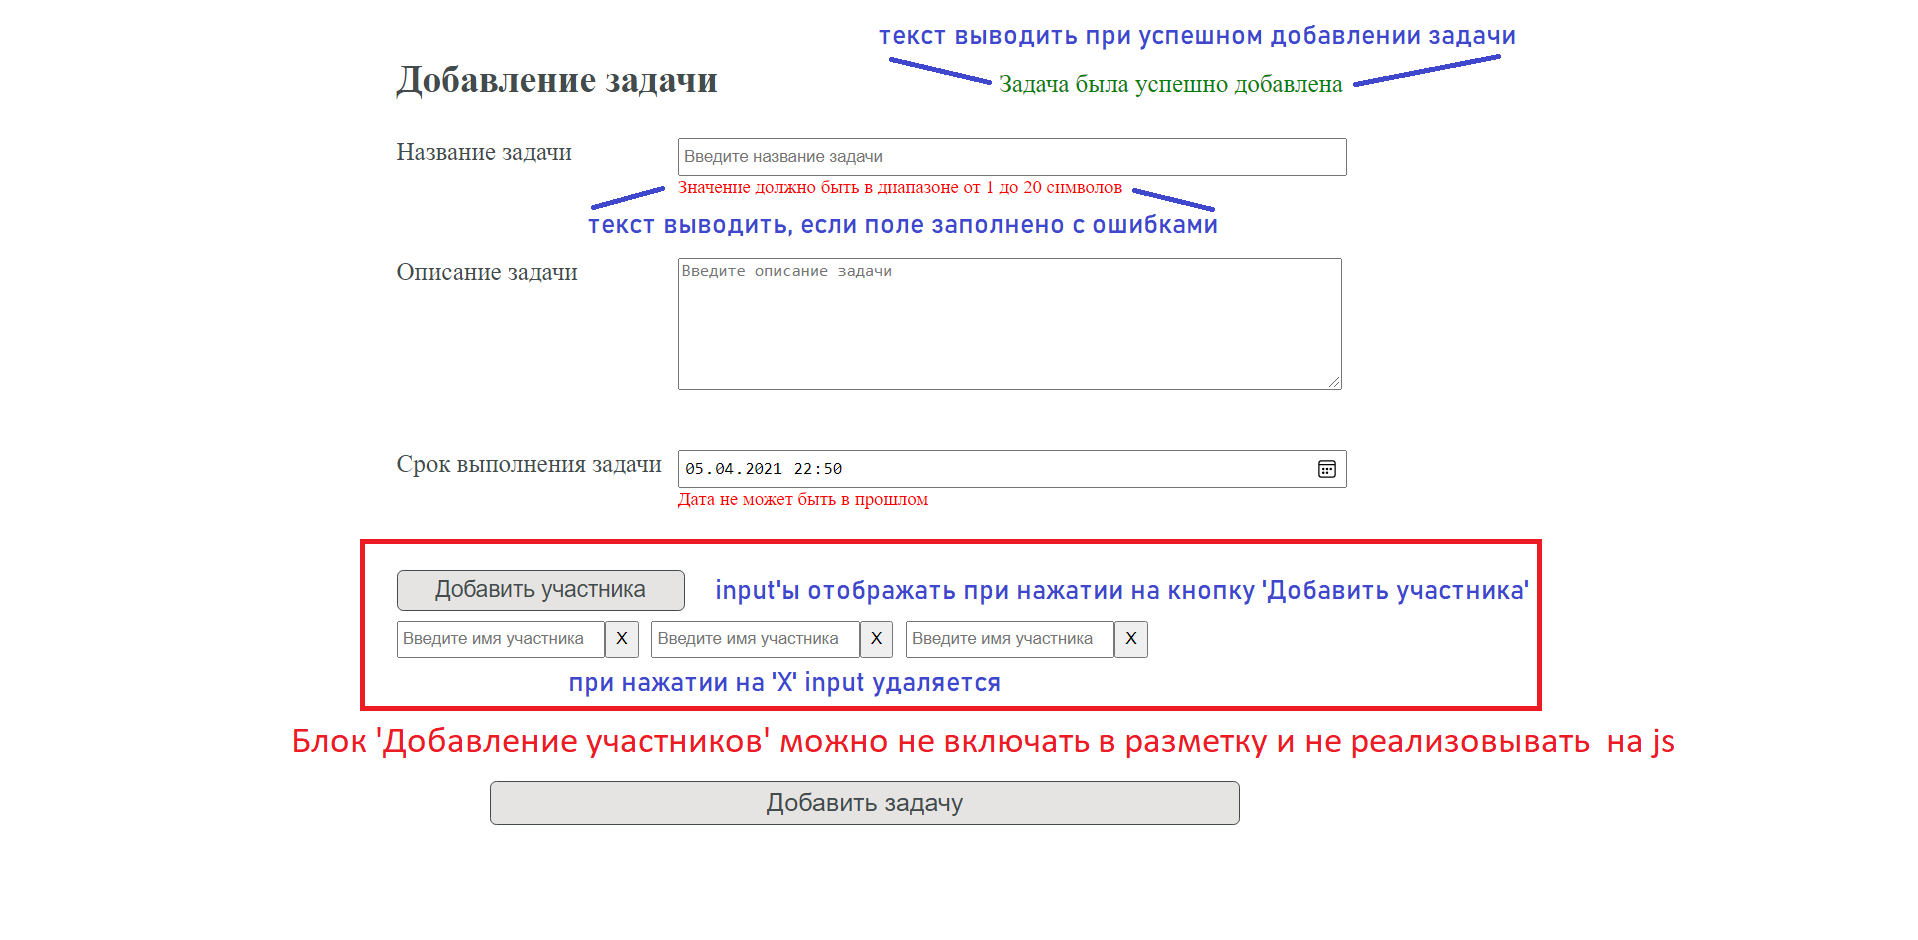 текст выводить при успешном добавлении задачи
Добавление задачи
Задача была успешно добавлена
Название задачи
Введите название задачи
Значение должно быть в диапазоне от 1 до 20 символов
текст выводить, если поле заполнено с ошибками
Описание задачи
Введите описание задачи
Срок выполнения задачи
05.04.2021 22:50
Дата не может быть в прошлом
Добавить участника
input'ы отображать при нажатии на кнопку 'Добавить участника'
Введите имя участника X Введите имя участника X Введите имя участника X
при нажатии на 'X' input удаляется
Блок 'Добавление участников' можно не включать в разметку и не реализовывать на js
Добавить задачу